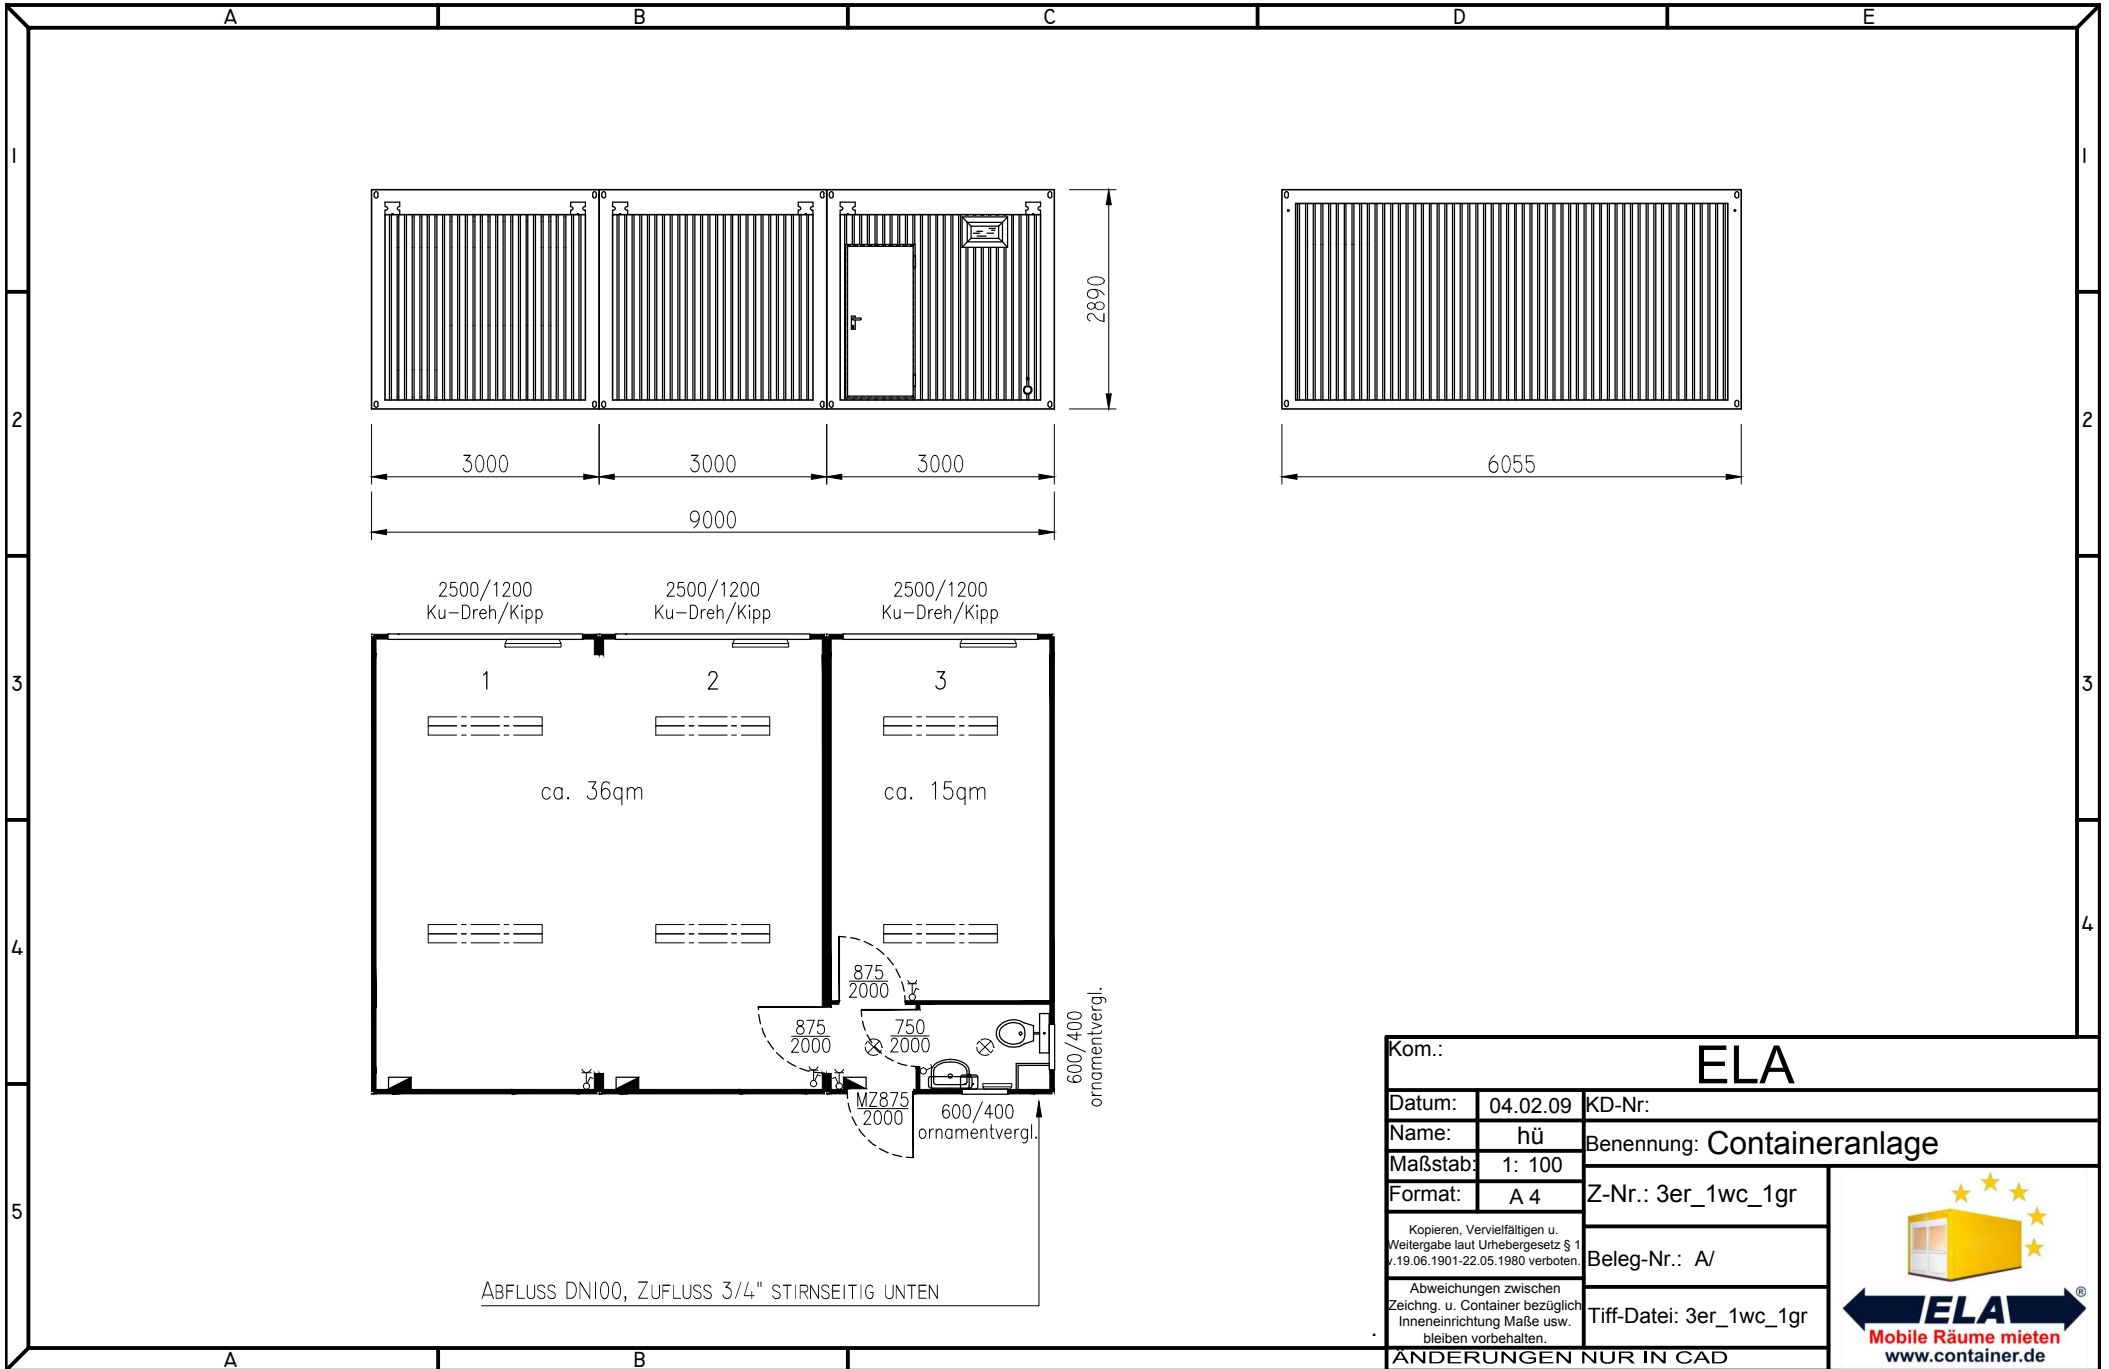 A B C D E
1 1
2890
2 2
3000 3000 3000
6055
9000
2500/1200 2500/1200 2500/1200
Ku-Dreh/Kipp Ku-Dreh/Kipp Ku-Dreh/Kipp
3 3
1 2 3
ca. 36qm ca. 15qm
4 4
875
2000
875
2000
750
2000
600/400
ornamentvergl.
MZ875
2000
600/400
ornamentvergl.
5
ABFLUSS DN100, ZUFLUSS 3/4" STIRNSEITIG UNTEN
A B
Kom.: ELA
Datum: 04.02.09 KD-Nr:
Name: hü
Benennung: Containeranlage
Maßstab: 1: 100
Format: A 4
Z-Nr.: 3er_1wc_1gr
Kopieren, Vervielfältigen u.
Weitergabe laut Urhebergesetz § 1
v.19.06.1901-22.05.1980 verboten.
Beleg-Nr.: A/
Abweichungen zwischen
Zeichng. u. Container bezüglich
Inneneinrichtung Maße usw.
bleiben vorbehalten.
Tiff-Datei: 3er_1wc_1gr
ÄNDERUNGEN NUR IN CAD
ELA®
Mobile Räume mieten
www.container.de